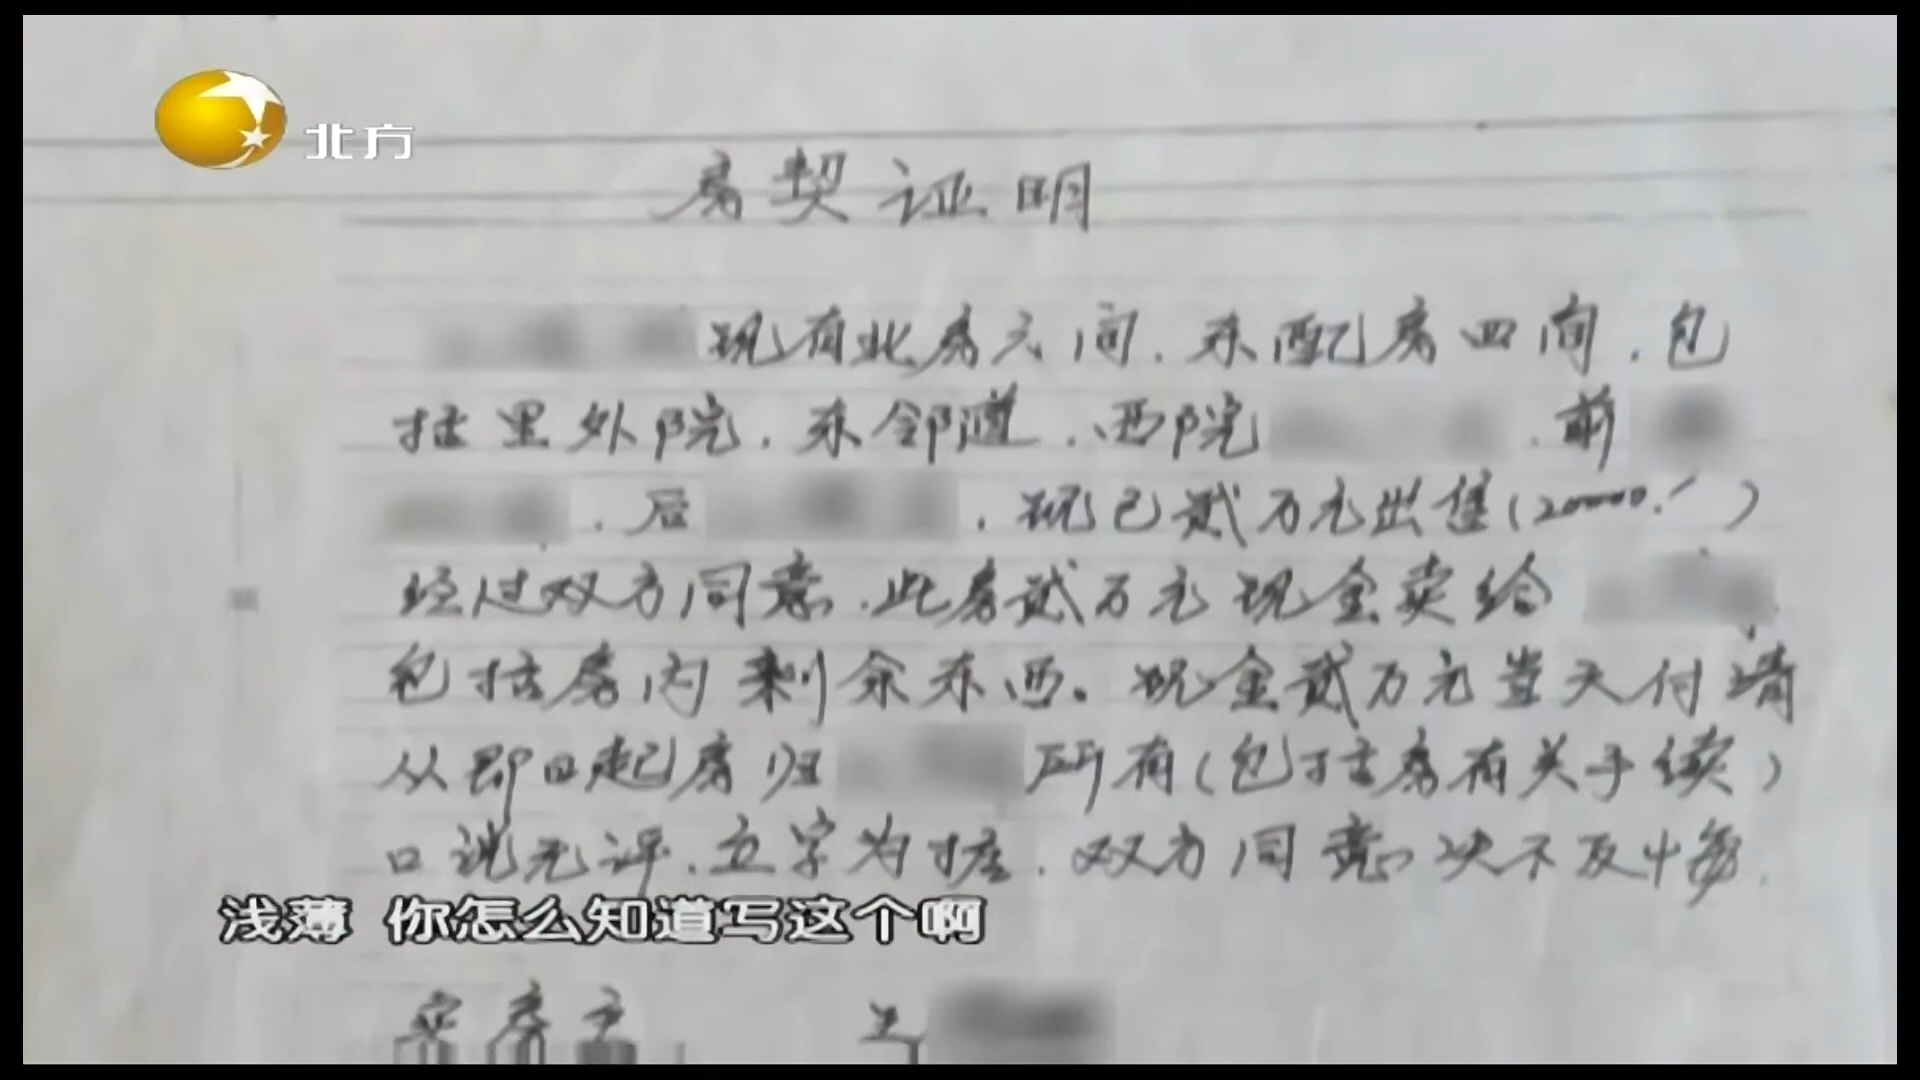 北方
房契证明
现有北房六间.东配房四间.包
括里外院.东邻道.西院 .前
.后 .现已贰万元出售(20000.)
经过双方同意.此房贰万元现金卖给
包括房内剩余东西。现金贰万元当天付清
从即日起房归 所有(包括房有关手续)
口说无评.立字为据.双方同意决不反悔.
浅薄 你怎么知道写这个啊
房主